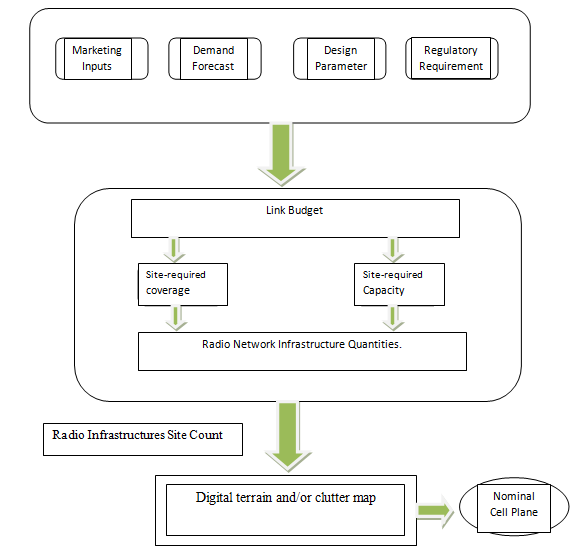 Marketing
Inputs
Demand
Forecast
Design
Parameter
Regulatory
Requirement
Link Budget
Site-required
coverage
Site-required
Capacity
Radio Network Infrastructure Quantities.
Radio Infrastructures Site Count
Digital terrain and/or clutter map
Nominal
Cell Plane